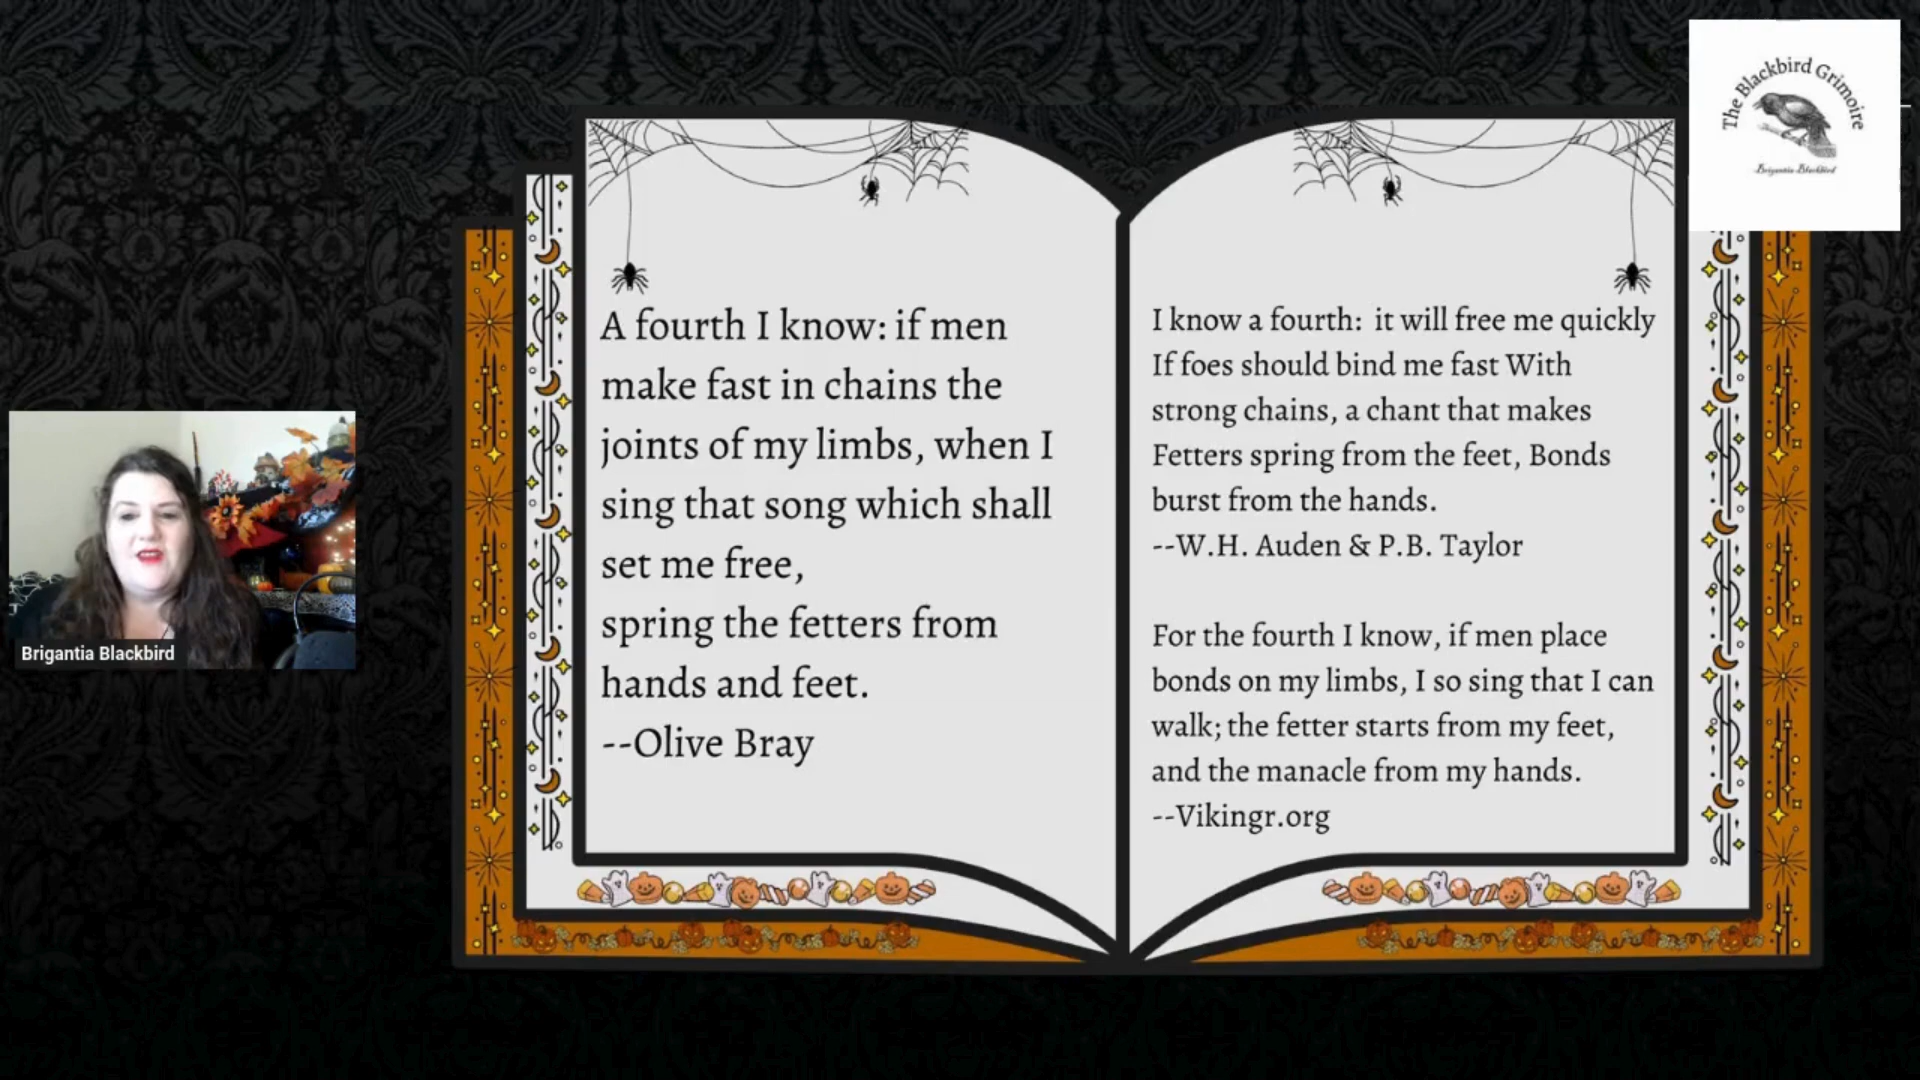 The Blackbird Grimoire
Brigantia Blackbird
A fourth I know: if men
make fast in chains the
joints of my limbs, when I
sing that song which shall
set me free,
spring the fetters from
hands and feet.
--Olive Bray
I know a fourth: it will free me quickly
If foes should bind me fast With
strong chains, a chant that makes
Fetters spring from the feet, Bonds
burst from the hands.
--W.H. Auden & P.B. Taylor
For the fourth I know, if men place
bonds on my limbs, I so sing that I can
walk; the fetter starts from my feet,
and the manacle from my hands.
--Vikingr.org
Brigantia Blackbird